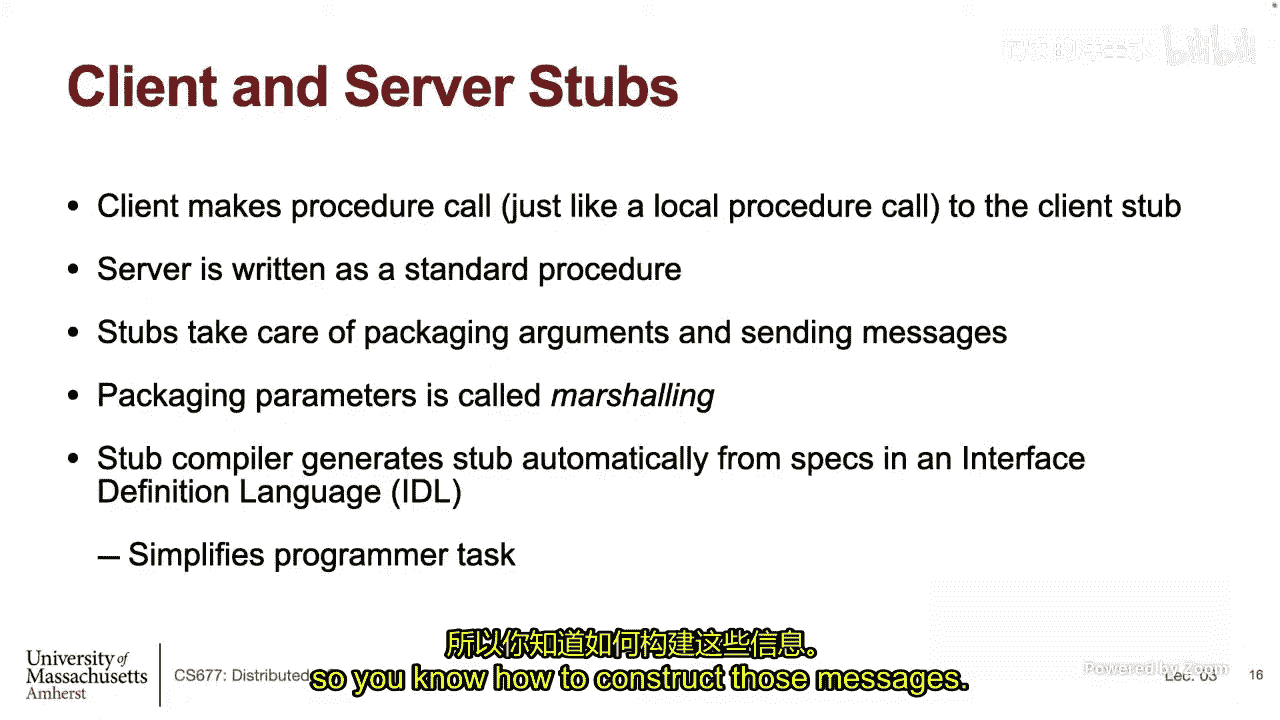 Client and Server Stubs
• Client makes procedure call (just like a local procedure call) to the client stub
• Server is written as a standard procedure
• Stubs take care of packaging arguments and sending messages
• Packaging parameters is called marshalling
• Stub compiler generates stub automatically from specs in an Interface
Definition Language (IDL)
— Simplifies programmer task
所以你知道如何构建这些信息。
so you know how to construct those messages.
University of
Massachusetts
Amherst
CS677: Distributed
Powered by Zoom
Lec. 03
16
bilibili